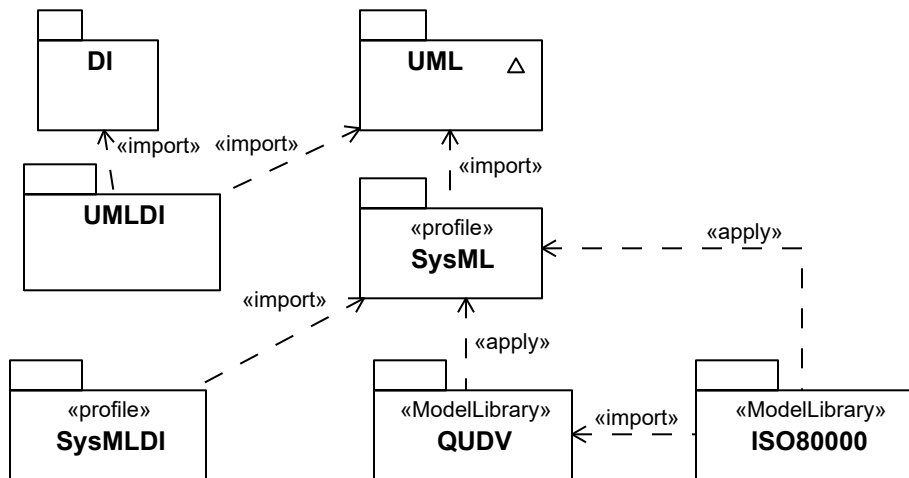 DI
UML
«import»
«import»
«import»
UMLDI
«profile»
SysML
«apply»
«import»
«apply»
«profile»
SysMLDI
«ModelLibrary»
QUDV
«import»
«ModelLibrary»
ISO80000